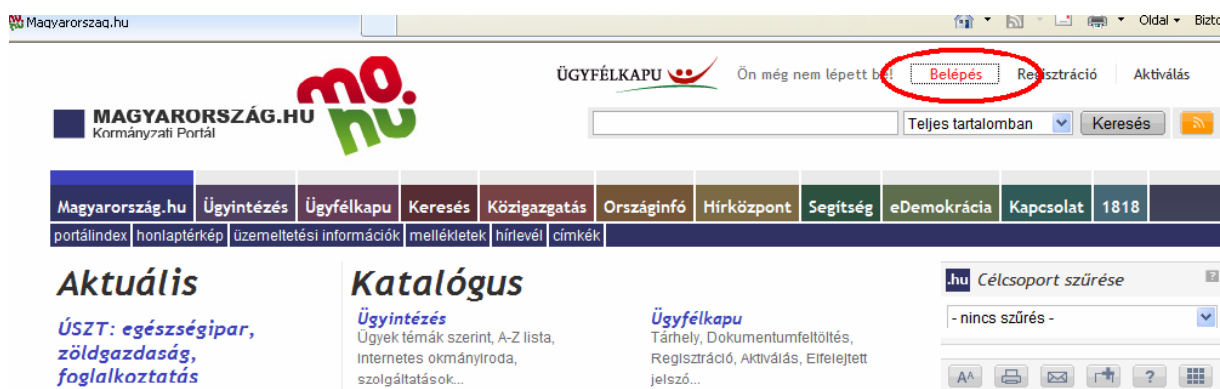 Magyarorszag.hu
Oldal
ÜGYFÉLKAPU Ön még nem lépett be! Belépés Regisztráció Aktiválás
mo.hu
MAGYARORSZÁG.HU
Kormányzati Portál
Teljes tartalomban Keresés
Magyarország.hu Ügyintézés Ügyfélkapu Keresés Közigazgatás Országinfó Hírközpont Segítség eDemokrácia Kapcsolat 1818
portálindex honlaptérkép üzemeltetési információk mellékletek hírlevél címkék
Aktuális
ÚSZT: egészségipar,
zöldgazdaság,
foglalkoztatás
Katalógus
Ügyintézés
Ügyek témák szerint, A-Z lista,
Internetes okmányiroda,
szolgáltatások...
Ügyfélkapu
Tárhely, Dokumentumfeltöltés,
Regisztráció, Aktiválás, Elfelejtett
jelszó...
.hu Célcsoport szűrése ?
- nincs szűrés -
AA ?